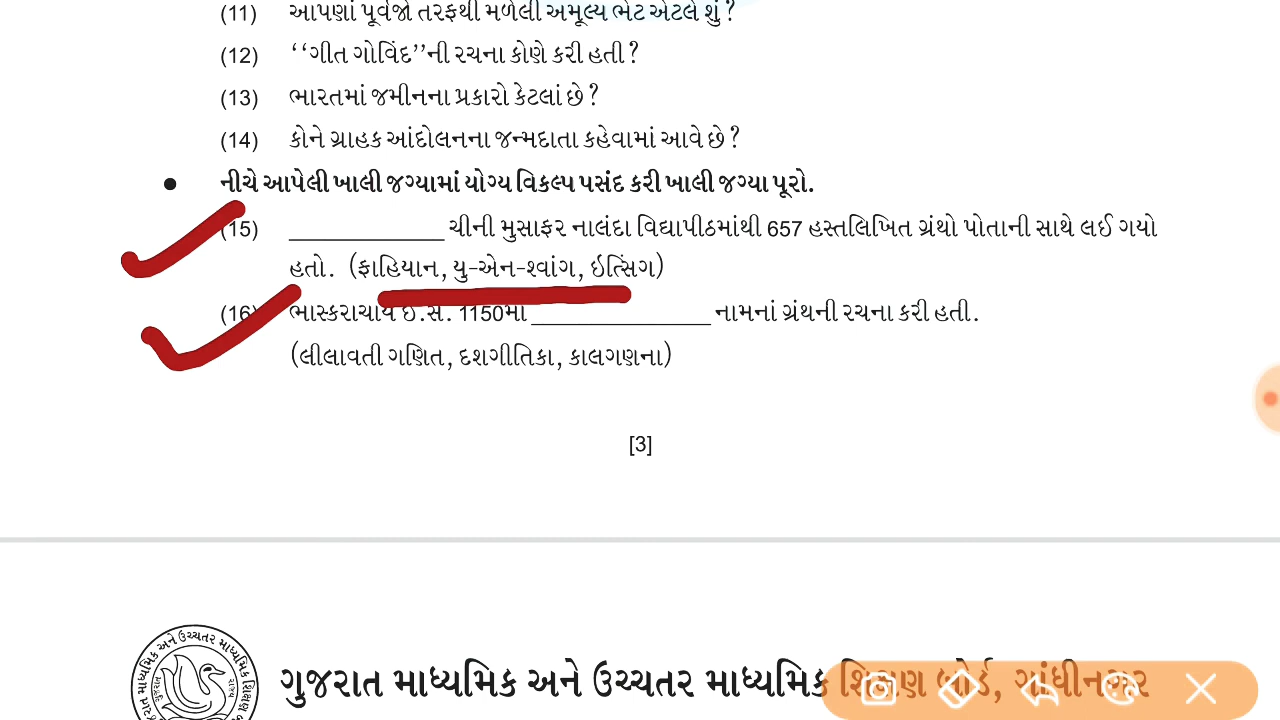 (11) આપણાં પૂર્વજો તરફથી મળેલી અમૂલ્ય ભેટ એટલે શું ?
(12) ‘‘ગીત ગોવિંદ’’ની રચના કોણે કરી હતી ?
(13) ભારતમાં જમીનના પ્રકારો કેટલાં છે ?
(14) કોને ગ્રાહક આંદોલનના જન્મદાતા કહેવામાં આવે છે ?
● નીચે આપેલી ખાલી જગ્યામાં યોગ્ય વિકલ્પ પસંદ કરી ખાલી જગ્યા પૂરો.
(15) ____________ ચીની મુસાફર નાલંદા વિદ્યાપીઠમાંથી 657 હસ્તલિખિત ગ્રંથો પોતાની સાથે લઈ ગયો
હતો. (ફાહિયાન, યુ-એન-શ્વાંગ, ઇત્સિંગ)
(16) ભાસ્કરાચાર્યે ઇ.સ. 1150માં ______________ નામનાં ગ્રંથની રચના કરી હતી.
(લીલાવતી ગણિત, દશગીતિકા, કાલગણના)
[3]
ગુજરાત માધ્યમિક અને ઉચ્ચતર માધ્યમિક શિક્ષણ બોર્ડ, ગાંધીનગર